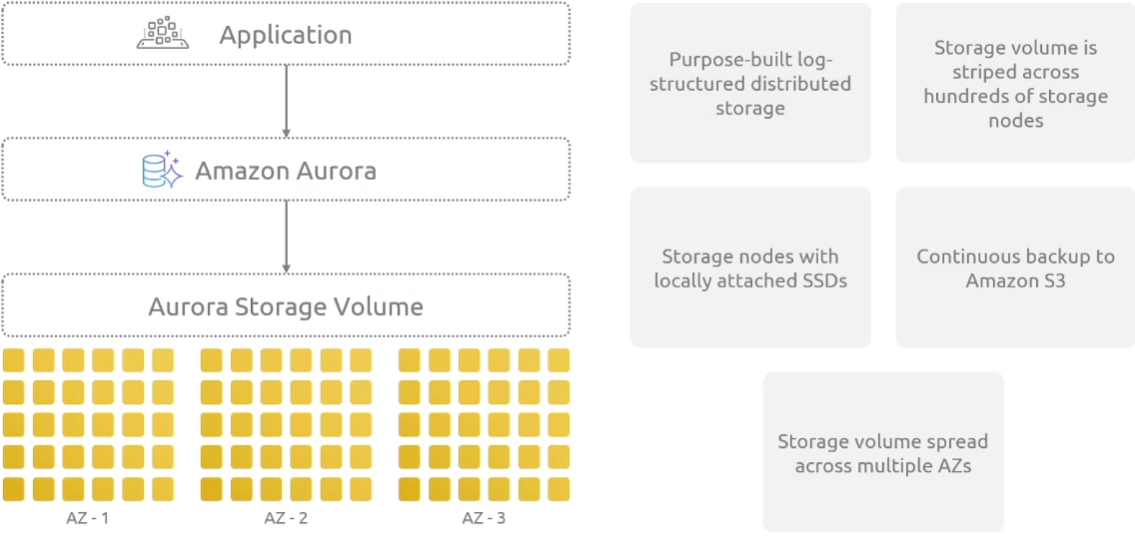 Application
Amazon Aurora
Aurora Storage Volume
AZ - 1
AZ - 2
AZ - 3
Purpose-built log-
structured distributed
storage
Storage volume is
striped across
hundreds of storage
nodes
Storage nodes with
locally attached SSDs
Continuous backup to
Amazon S3
Storage volume spread
across multiple AZs